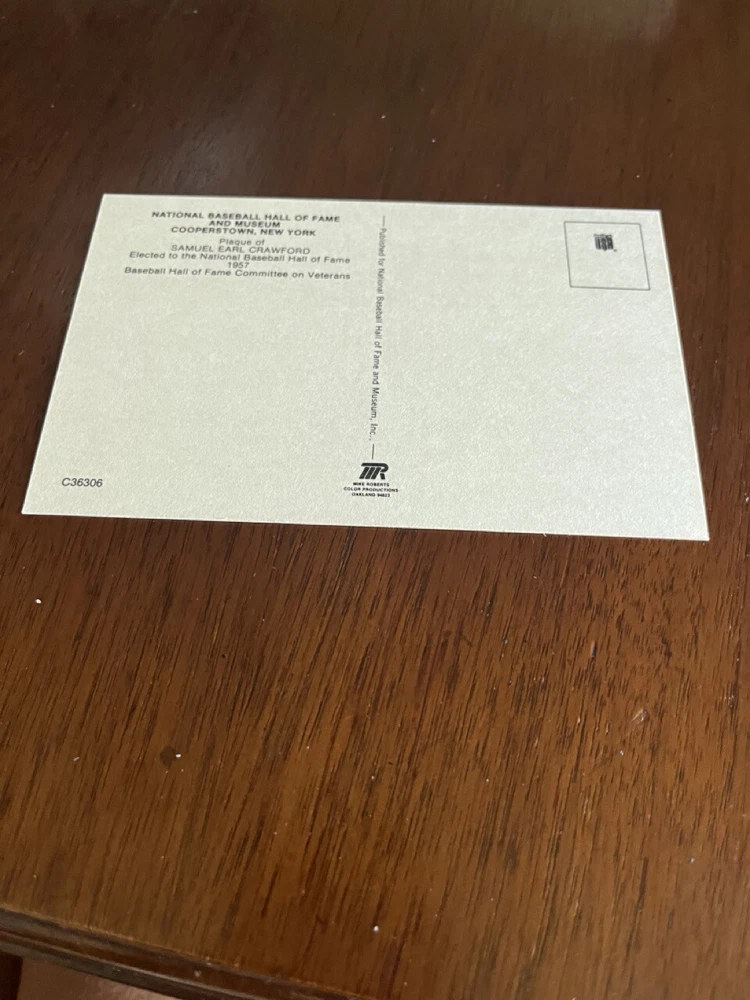 NATIONAL BASEBALL HALL OF FAME
AND MUSEUM
COOPERSTOWN, NEW YORK
Plaque of
SAMUEL EARL CRAWFORD
Elected to the National Baseball Hall of Fame
1957
Baseball Hall of Fame Committee on Veterans
Published for National Baseball Hall of Fame and Museum, Inc.
MR
MIKE ROBERTS
COLOR PRODUCTIONS
OAKLAND 94623
C36306